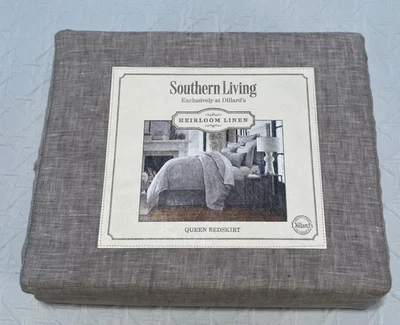 Southern Living
Exclusively at Dillard's
HEIRLOOM LINEN
QUEEN BEDSKIRT
Dillard's